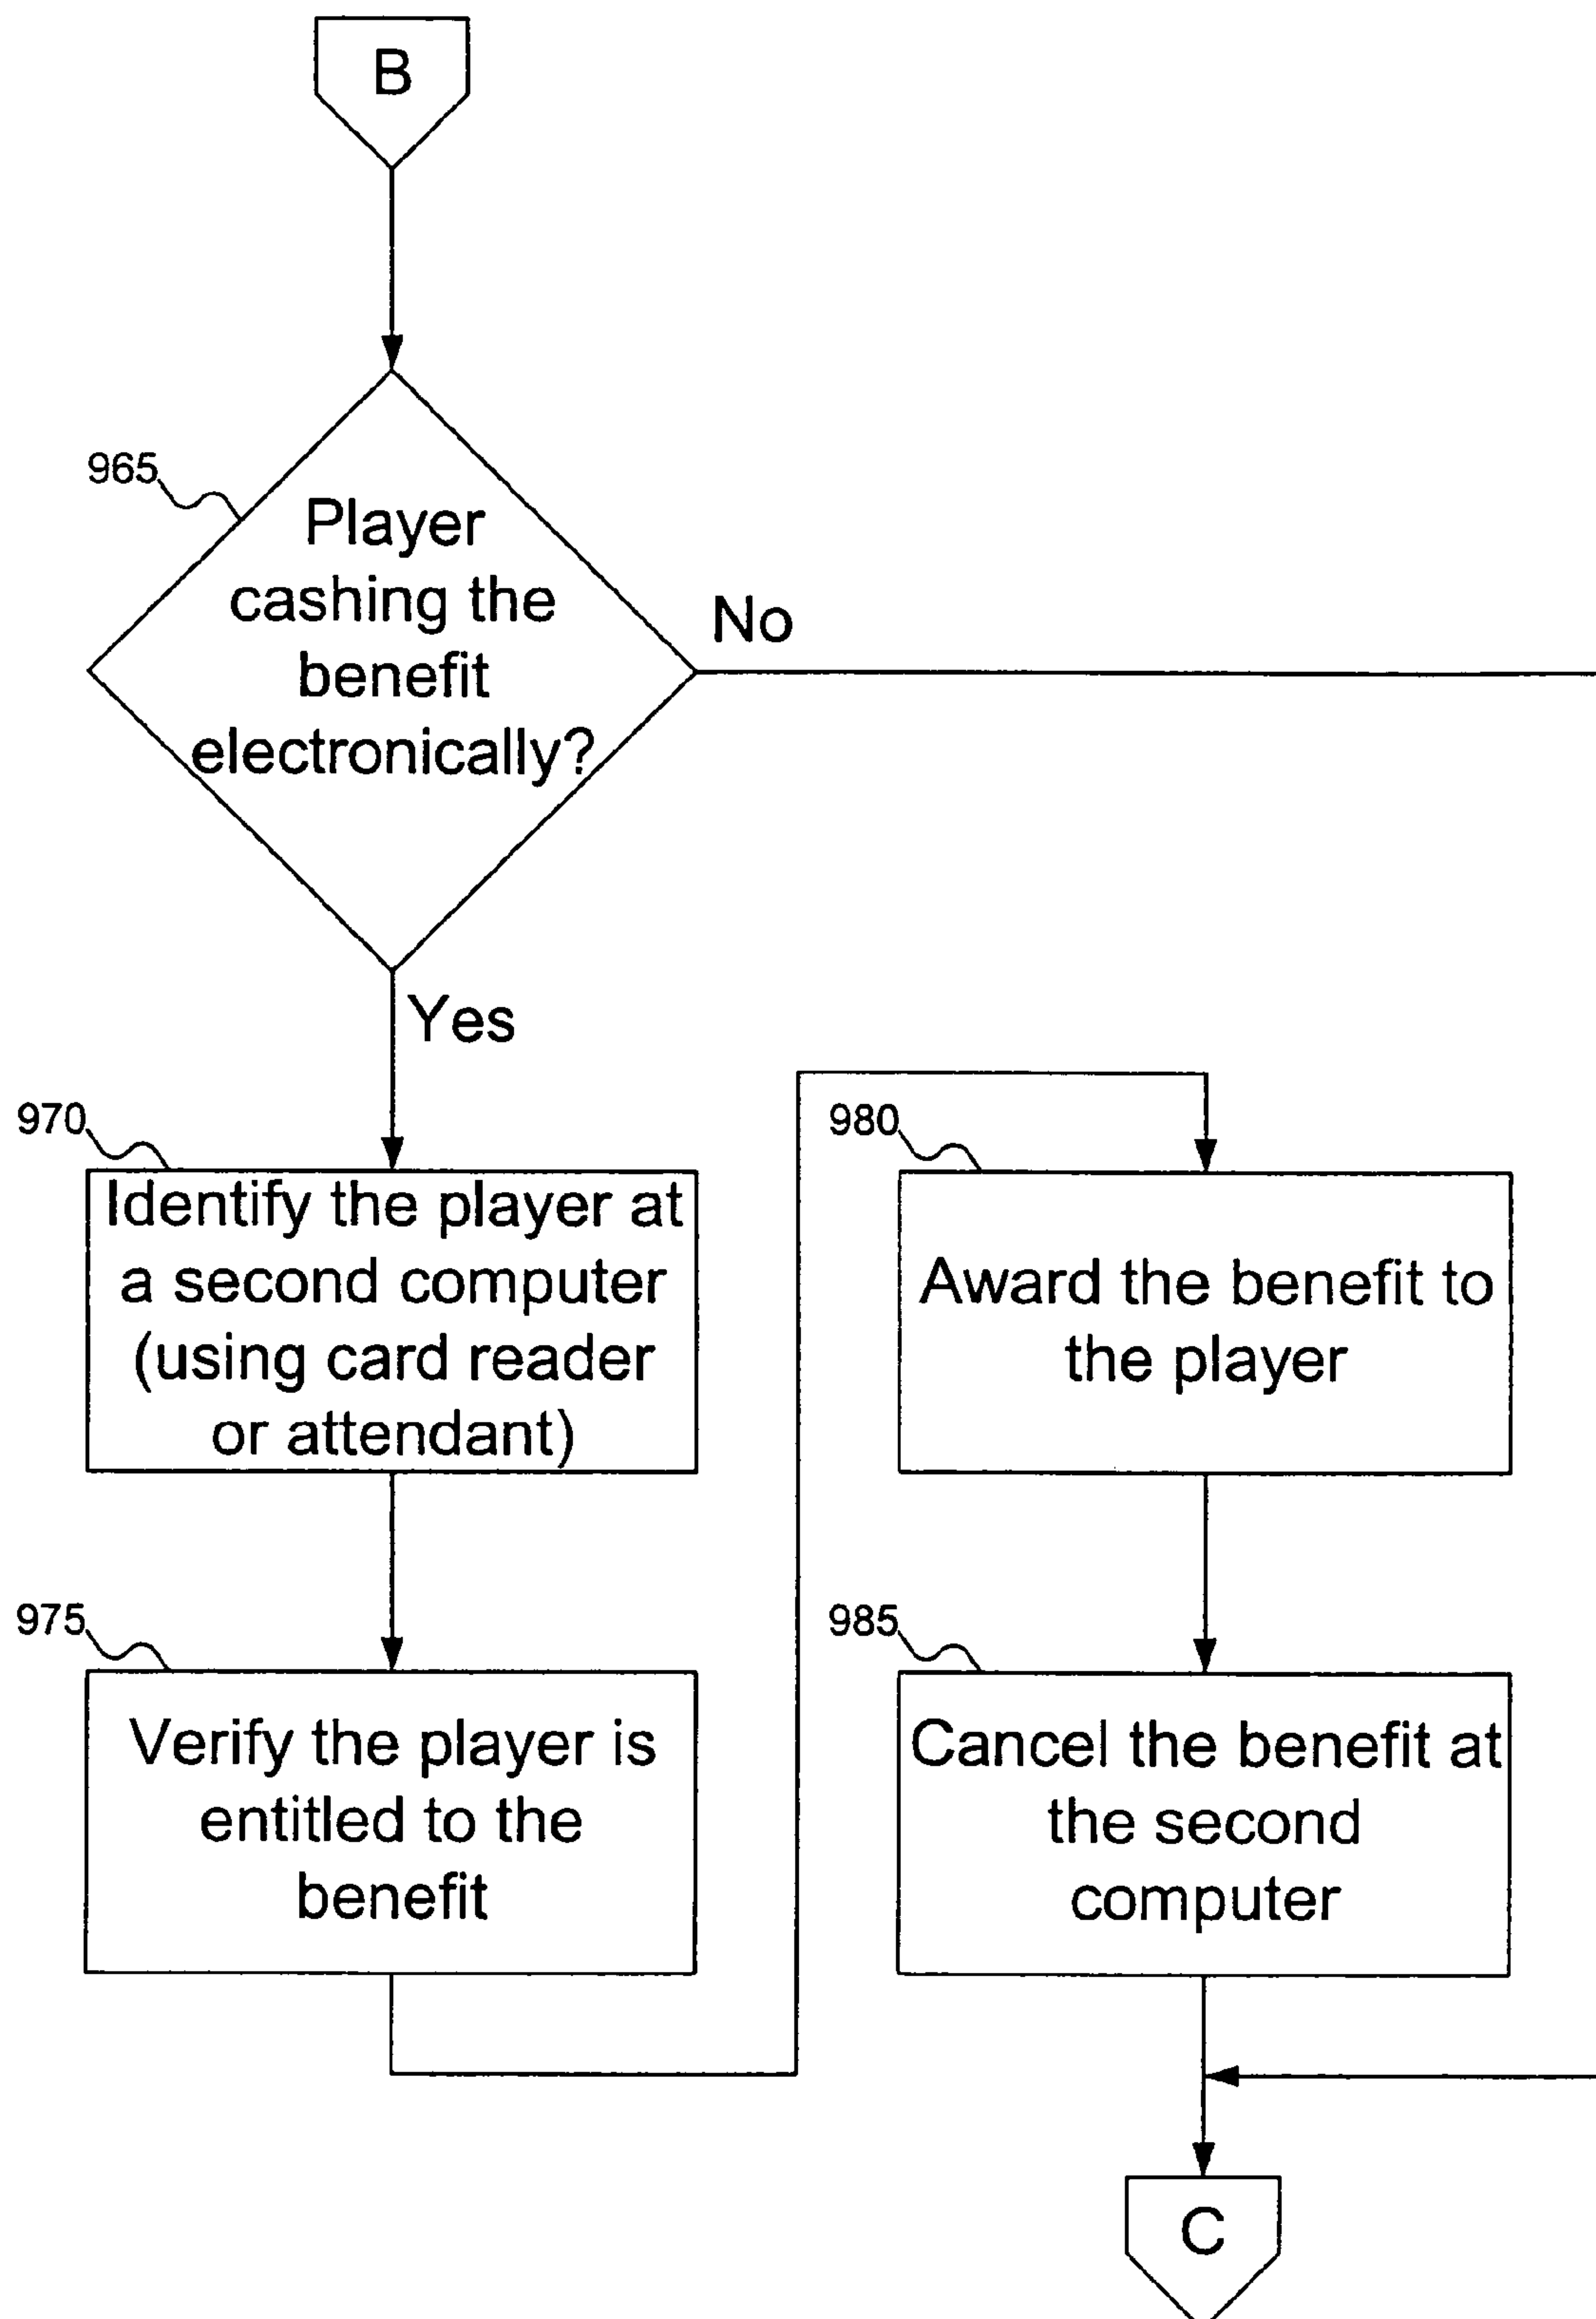 B
965
Player
cashing the
benefit
electronically?
No
Yes
970
Identify the player at
a second computer
(using card reader
or attendant)
975
Verify the player is
entitled to the
benefit
980
Award the benefit to
the player
985
Cancel the benefit at
the second
computer
C